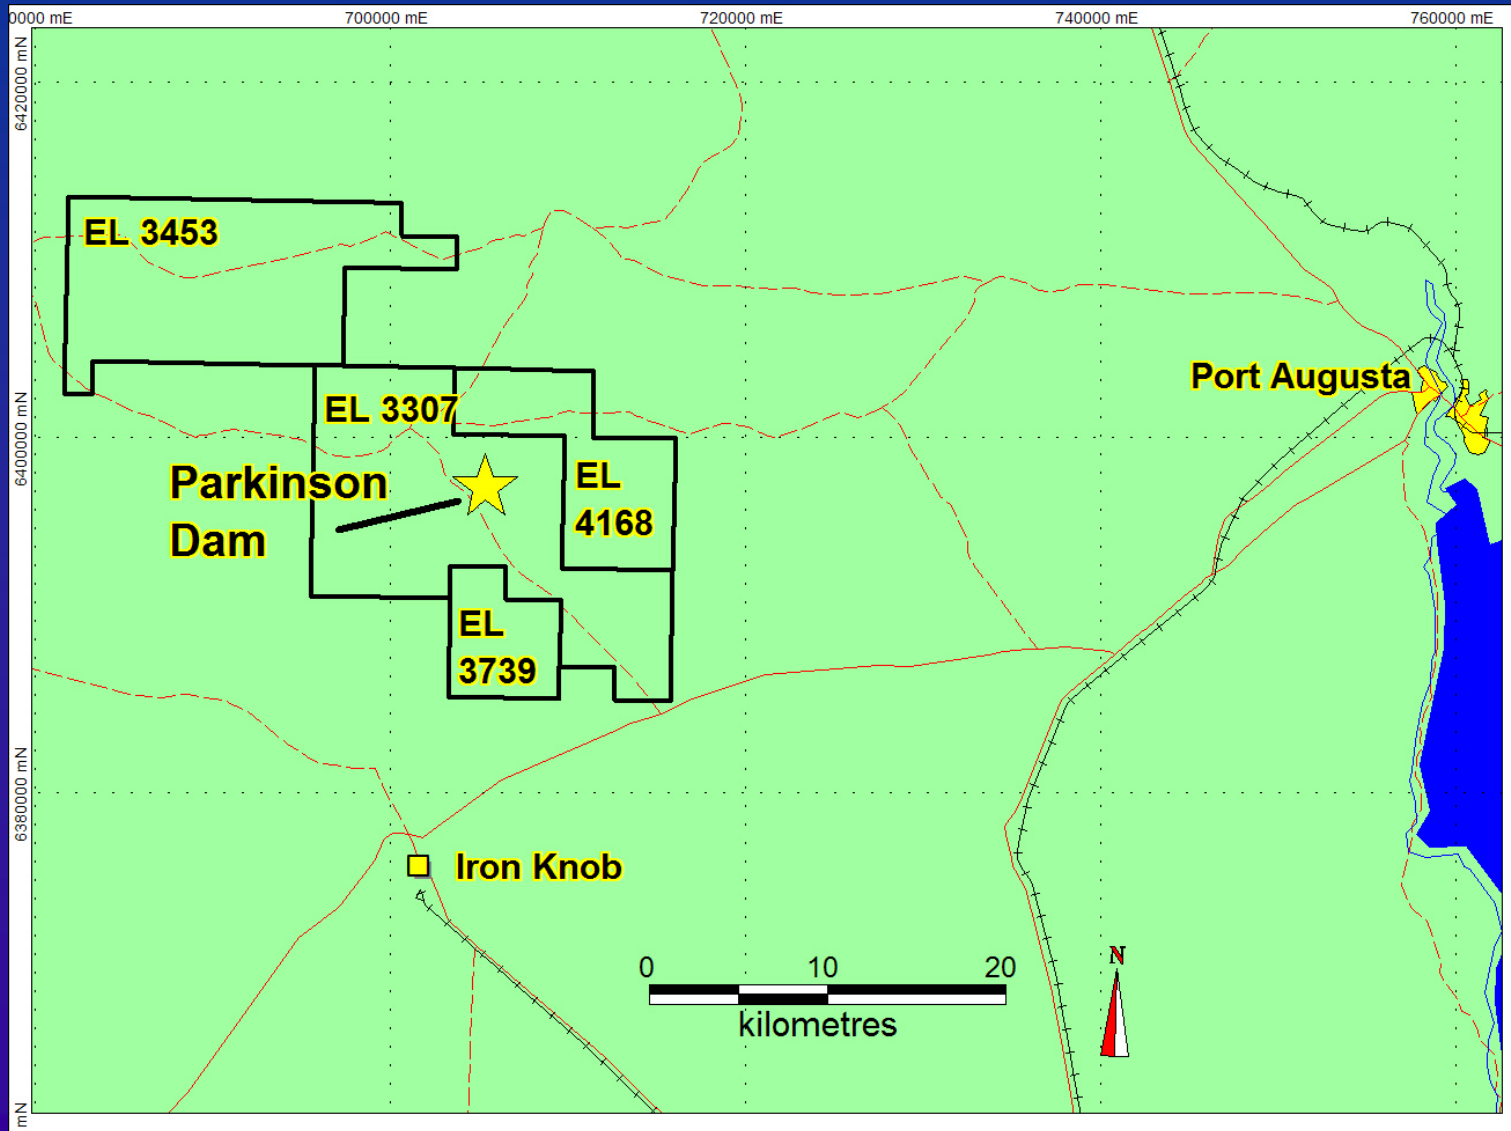 0000 mE
700000 mE
720000 mE
740000 mE
760000 mE
6420000 mN
6400000 mN
6380000 mN
mN
EL 3453
EL 3307
Port Augusta
Parkinson
Dam
EL
4168
EL
3739
Iron Knob
0 10 20
kilometres
N